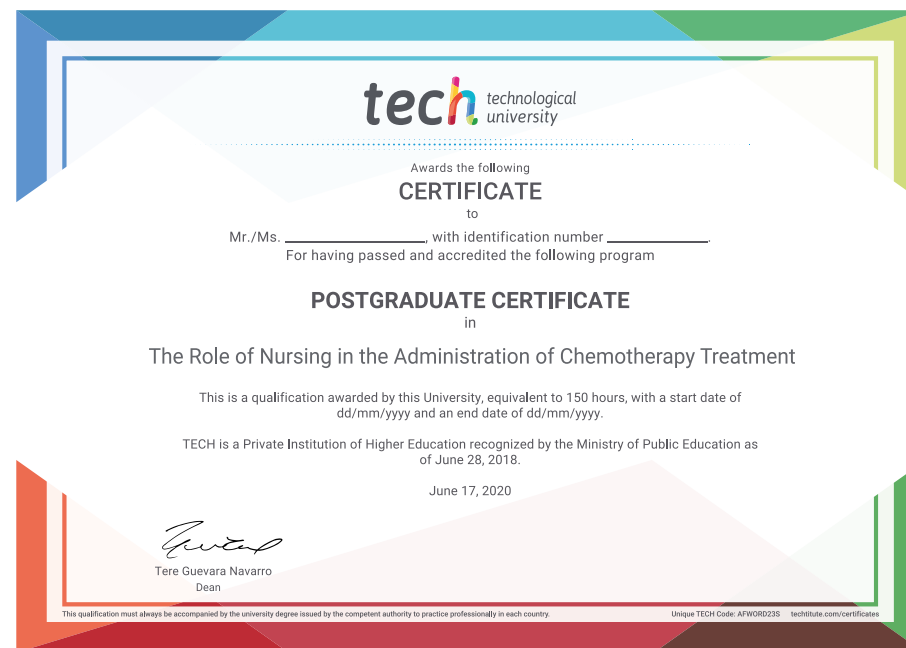 tech technological
university
Awards the following
CERTIFICATE
to
Mr./Ms. ____________________, with identification number ______________.
For having passed and accredited the following program
POSTGRADUATE CERTIFICATE
in
The Role of Nursing in the Administration of Chemotherapy Treatment
This is a qualification awarded by this University, equivalent to 150 hours, with a start date of
dd/mm/yyyy and an end date of dd/mm/yyyy.
TECH is a Private Institution of Higher Education recognized by the Ministry of Public Education as
of June 28, 2018.
June 17, 2020
Tere Guevara Navarro
Dean
This qualification must always be accompanied by the university degree issued by the competent authority to practice professionally in each country. Unique TECH Code: AFWORD23S techtitute.com/certificates